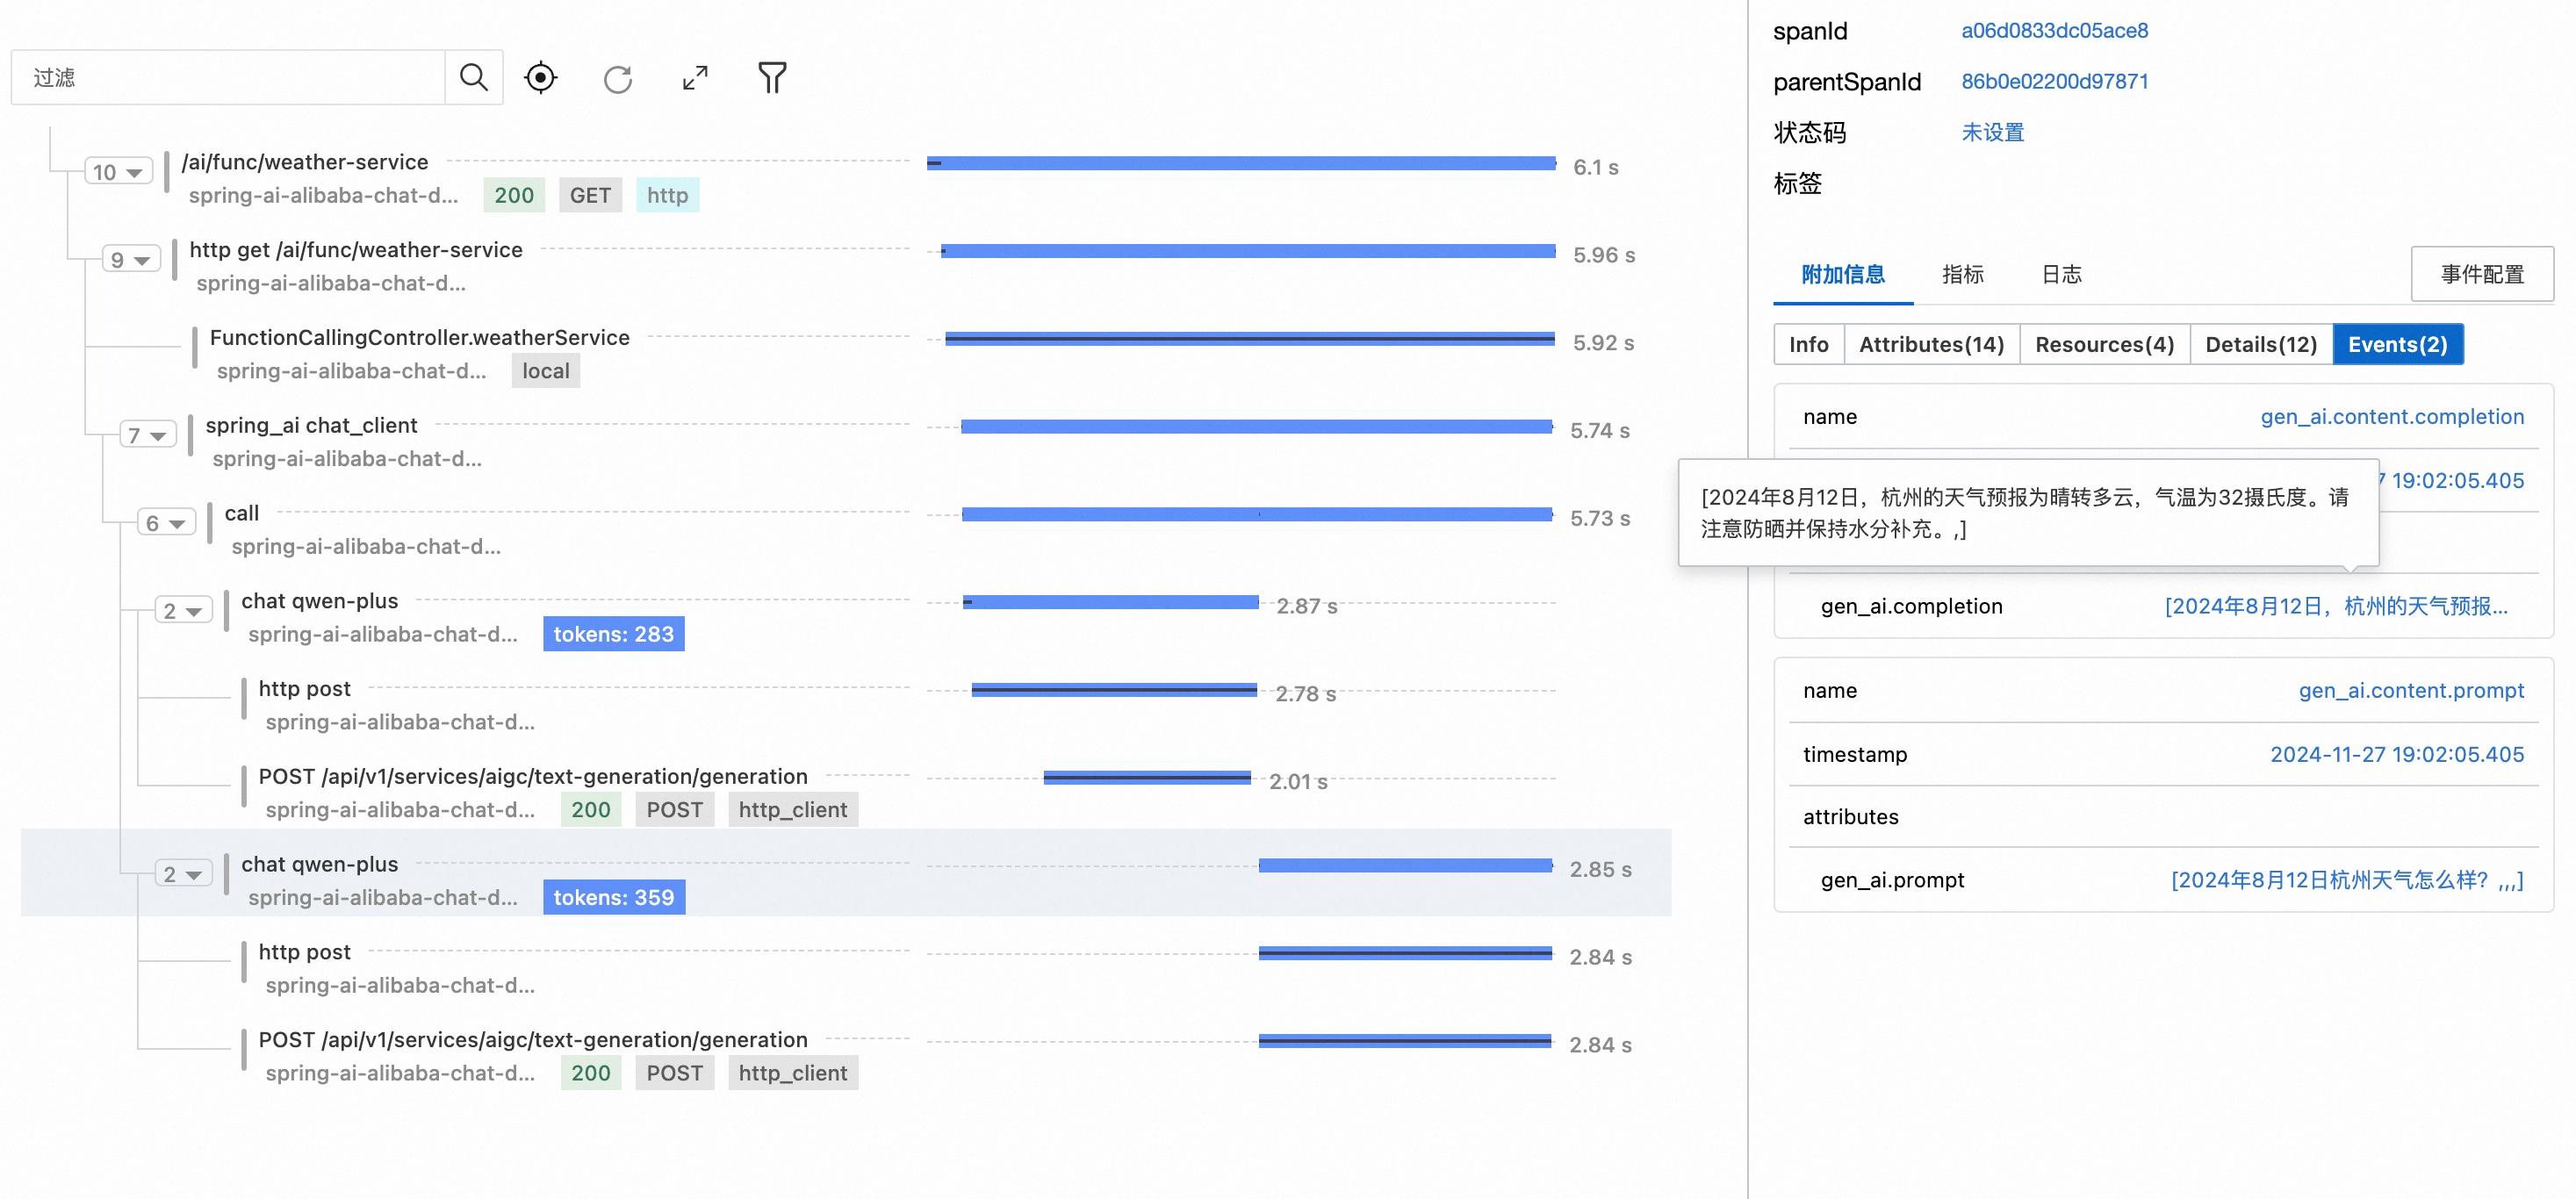 过滤
10
/ai/func/weather-service
6.1 s
spring-ai-alibaba-chat-d...
200
GET
http
9
http get /ai/func/weather-service
5.96 s
spring-ai-alibaba-chat-d...
FunctionCallingController.weatherService
5.92 s
spring-ai-alibaba-chat-d...
local
7
spring_ai chat_client
5.74 s
spring-ai-alibaba-chat-d...
6
call
5.73 s
spring-ai-alibaba-chat-d...
2
chat qwen-plus
2.87 s
spring-ai-alibaba-chat-d...
tokens: 283
http post
2.78 s
spring-ai-alibaba-chat-d...
POST /api/v1/services/aigc/text-generation/generation
2.01 s
spring-ai-alibaba-chat-d...
200
POST
http_client
2
chat qwen-plus
2.85 s
spring-ai-alibaba-chat-d...
tokens: 359
http post
2.84 s
spring-ai-alibaba-chat-d...
POST /api/v1/services/aigc/text-generation/generation
2.84 s
spring-ai-alibaba-chat-d...
200
POST
http_client
spanId a06d0833dc05ace8
parentSpanId 86b0e02200d97871
状态码 未设置
标签
附加信息 指标 日志 事件配置
Info Attributes(14) Resources(4) Details(12) Events(2)
name gen_ai.content.completion
7 19:02:05.405
[2024年8月12日，杭州的天气预报为晴转多云，气温为32摄氏度。请
注意防晒并保持水分补充。,]
gen_ai.completion [2024年8月12日，杭州的天气预报...
name gen_ai.content.prompt
timestamp 2024-11-27 19:02:05.405
attributes
gen_ai.prompt [2024年8月12日杭州天气怎么样？,,,]